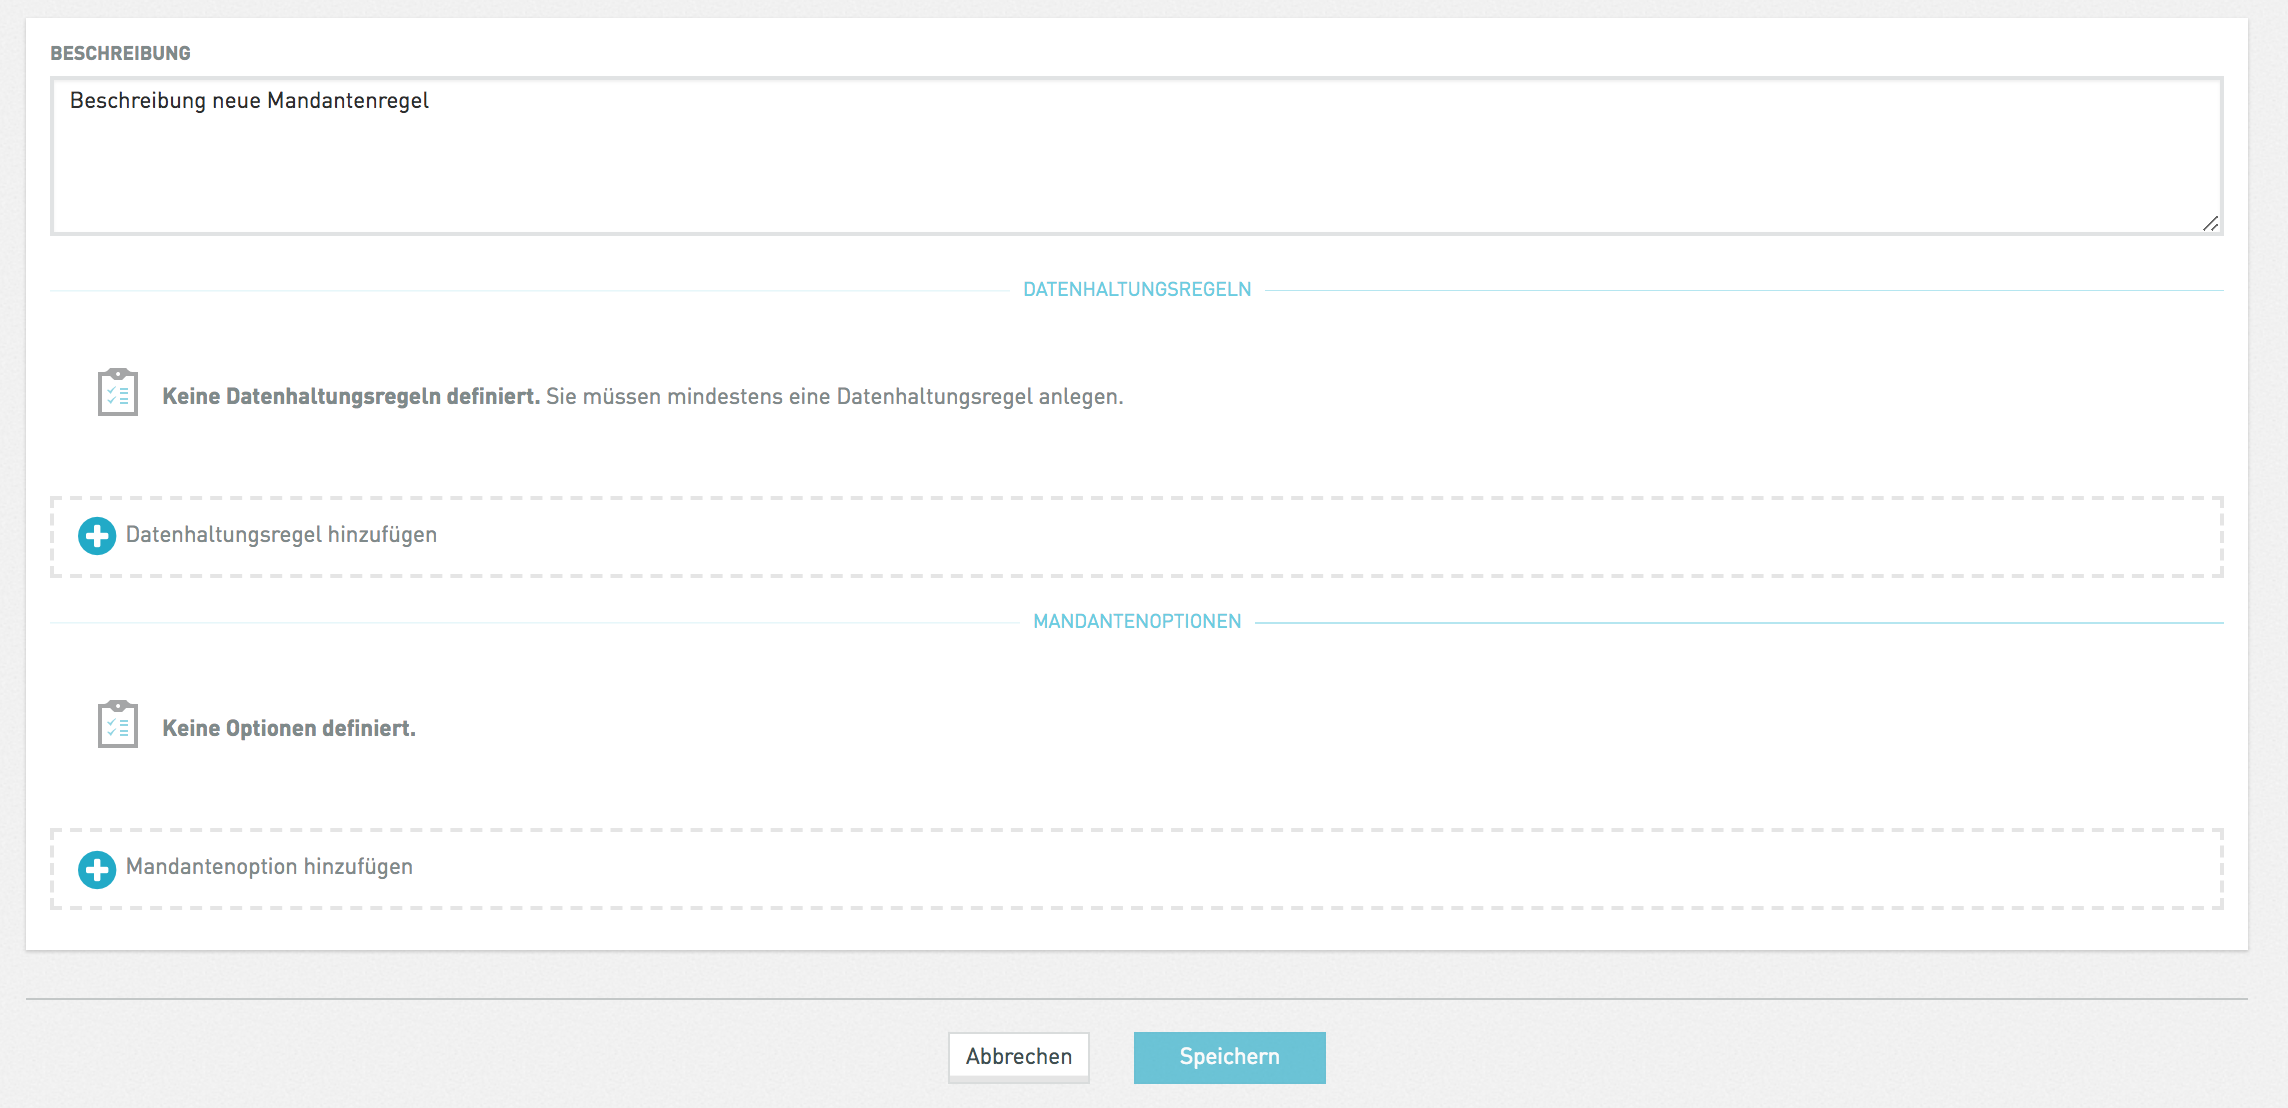 BESCHREIBUNG
Beschreibung neue Mandantenregel
DATENHALTUNGSREGELN
Keine Datenhaltungsregeln definiert. Sie müssen mindestens eine Datenhaltungsregel anlegen.
Datenhaltungsregel hinzufügen
MANDANTENOPTIONEN
Keine Optionen definiert.
Mandantenoption hinzufügen
Abbrechen
Speichern